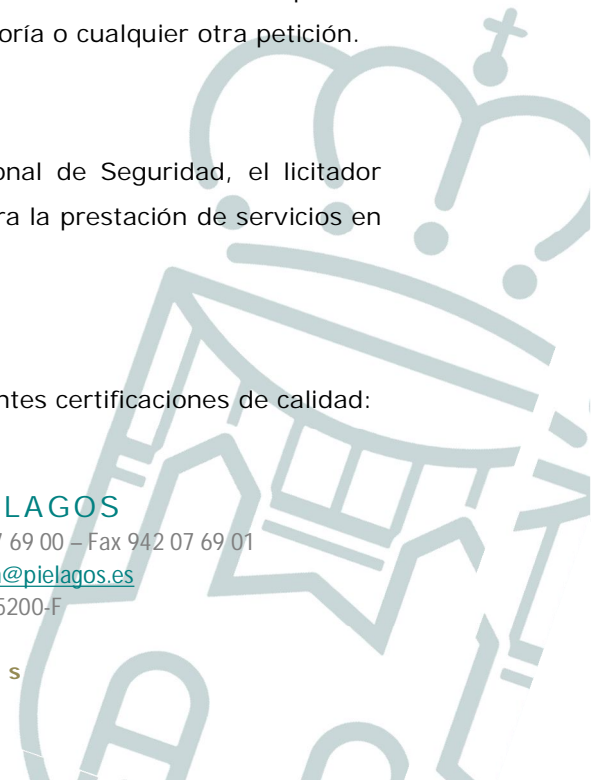 oría o cualquier otra petición.
onal de Seguridad, el licitador
ra la prestación de servicios en
ntes certificaciones de calidad:
LAGOS
69 00 – Fax 942 07 69 01
@pielagos.es
5200-F
s